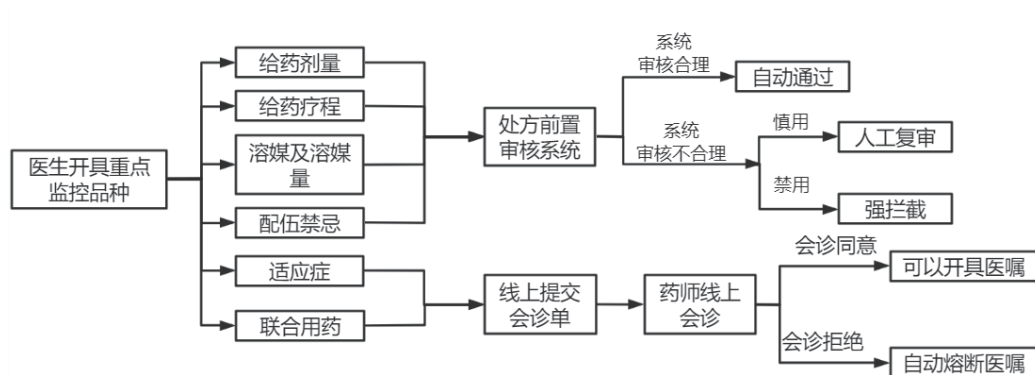 医生开具重点
监控品种
给药剂量
给药疗程
溶媒及溶媒
量
配伍禁忌
适应症
联合用药
处方前置
审核系统
系统
审核合理
自动通过
系统
审核不合理
慎用
人工复审
禁用
强拦截
线上提交
会诊单
药师线上
会诊
会诊同意
可以开具医嘱
会诊拒绝
自动熔断医嘱